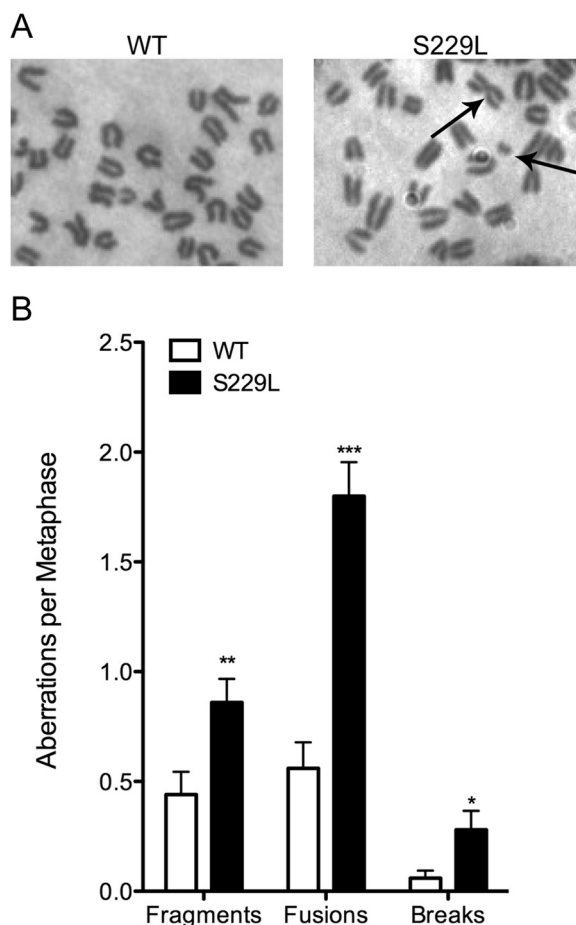 A
WT
S229L
B
2.5
WT
S229L
2.0
***
1.5
Aberrations per Metaphase
1.0
**
0.5
*
0.0
Fragments Fusions Breaks